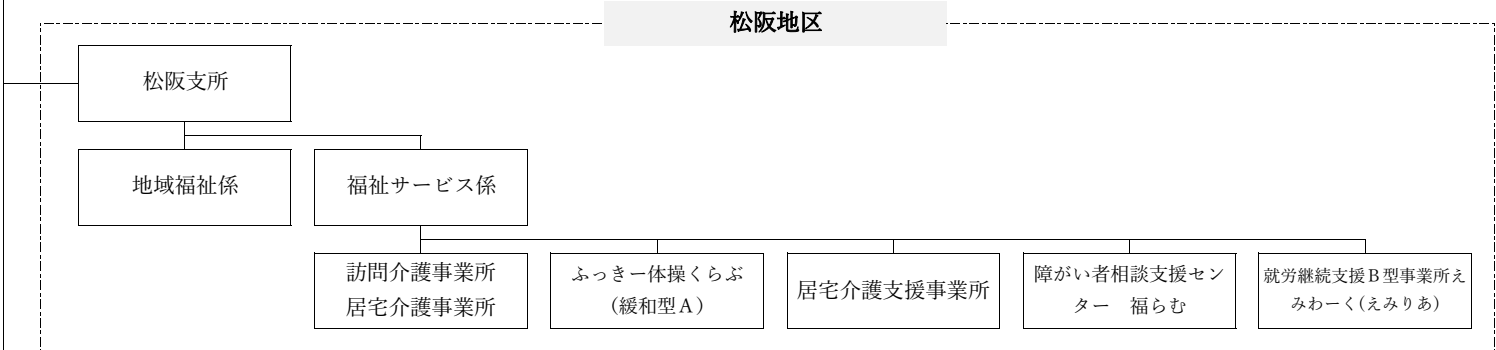 松阪地区
松阪支所
地域福祉係
福祉サービス係
訪問介護事業所
居宅介護事業所
ふっきー体操くらぶ
(緩和型Ａ)
居宅介護支援事業所
障がい者相談支援セン
ター　福らむ
就労継続支援Ｂ型事業所え
みわーく(えみりあ)